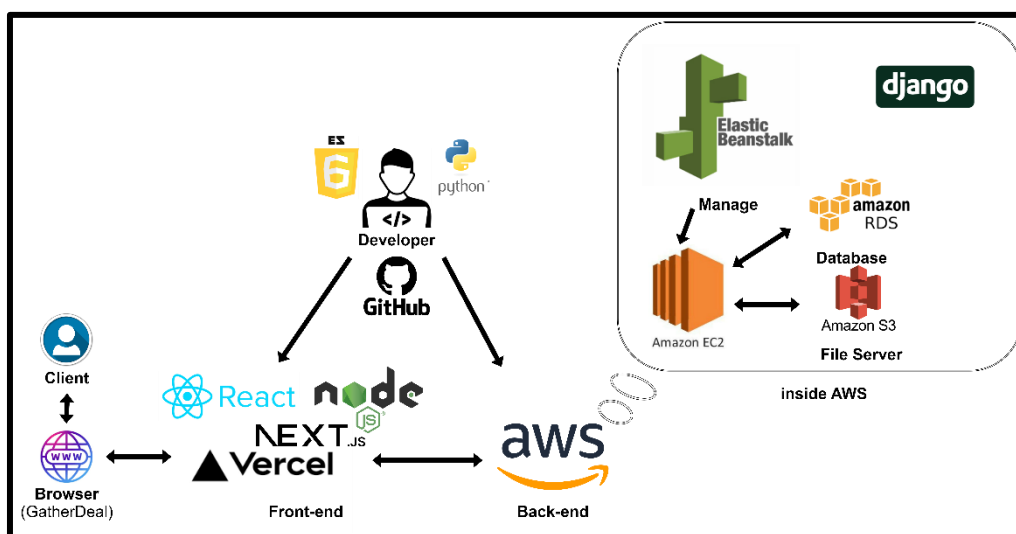 ES
6
python
</>
Developer
GitHub
Client
www
Browser
(GatherDeal)
React
node
JS
NEXT.JS
Vercel
Front-end
aws
Back-end
Elastic
Beanstalk
django
Manage
amazon
RDS
Database
Amazon EC2
Amazon S3
File Server
inside AWS